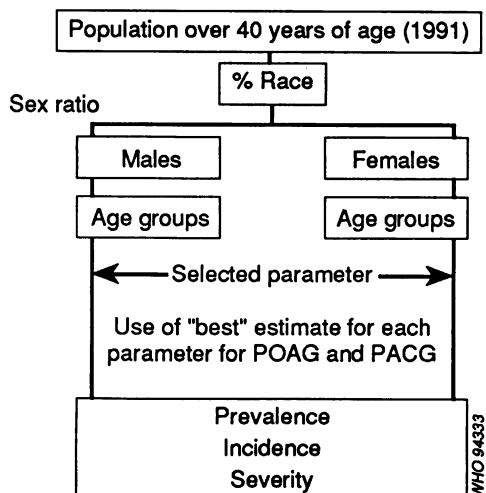 Population over 40 years of age (1991)
% Race
Sex ratio
Males
Females
Age groups
Age groups
Selected parameter
Use of "best" estimate for each
parameter for POAG and PACG
Prevalence
Incidence
Severity
WHO 94333